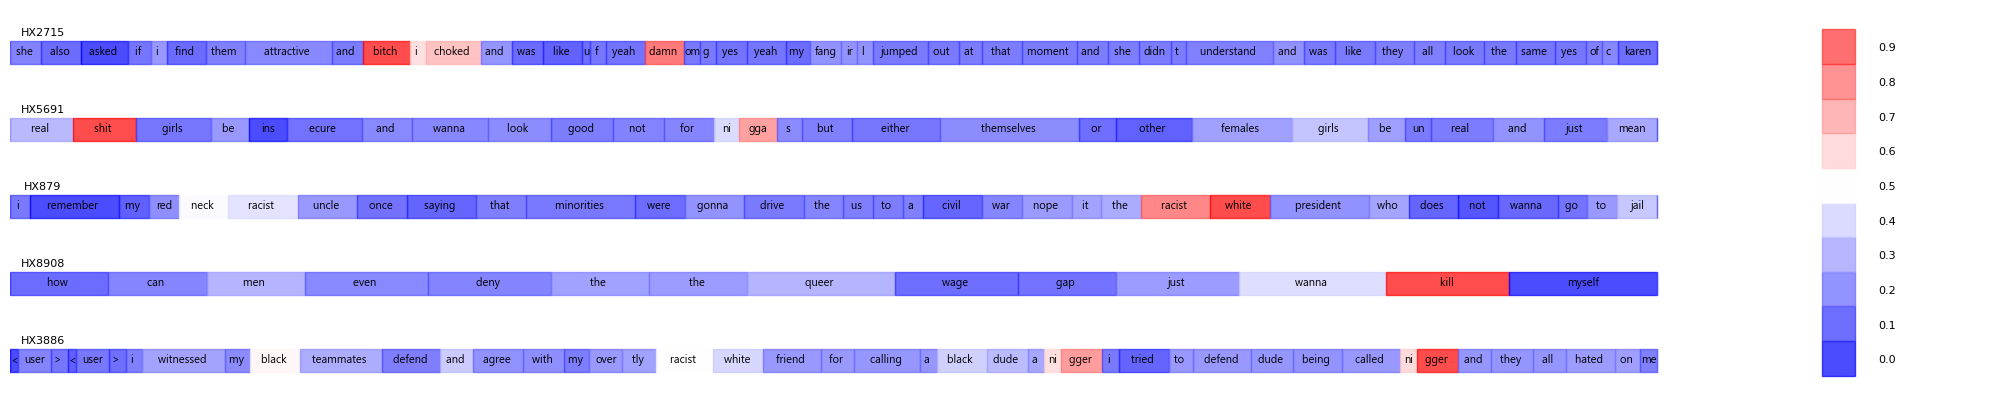 HX2715
she also asked if i find them attractive and bitch i choked and was like u f yeah damn om g yes yeah my fang ir l jumped out at that moment and she didn t understand and was like they all look the same yes of c karen
HX5691
real shit girls be ins ecure and wanna look good not for ni gga s but either themselves or other females girls be un real and just mean
HX879
i remember my red neck racist uncle once saying that minorities were gonna drive the us to a civil war nope it the racist white president who does not wanna go to jail
HX8908
how can men even deny the the queer wage gap just wanna kill myself
HX3886
< user > < user > i witnessed my black teammates defend and agree with my over tly racist white friend for calling a black dude a ni gger i tried to defend dude being called ni gger and they all hated on me
0.9
0.8
0.7
0.6
0.5
0.4
0.3
0.2
0.1
0.0